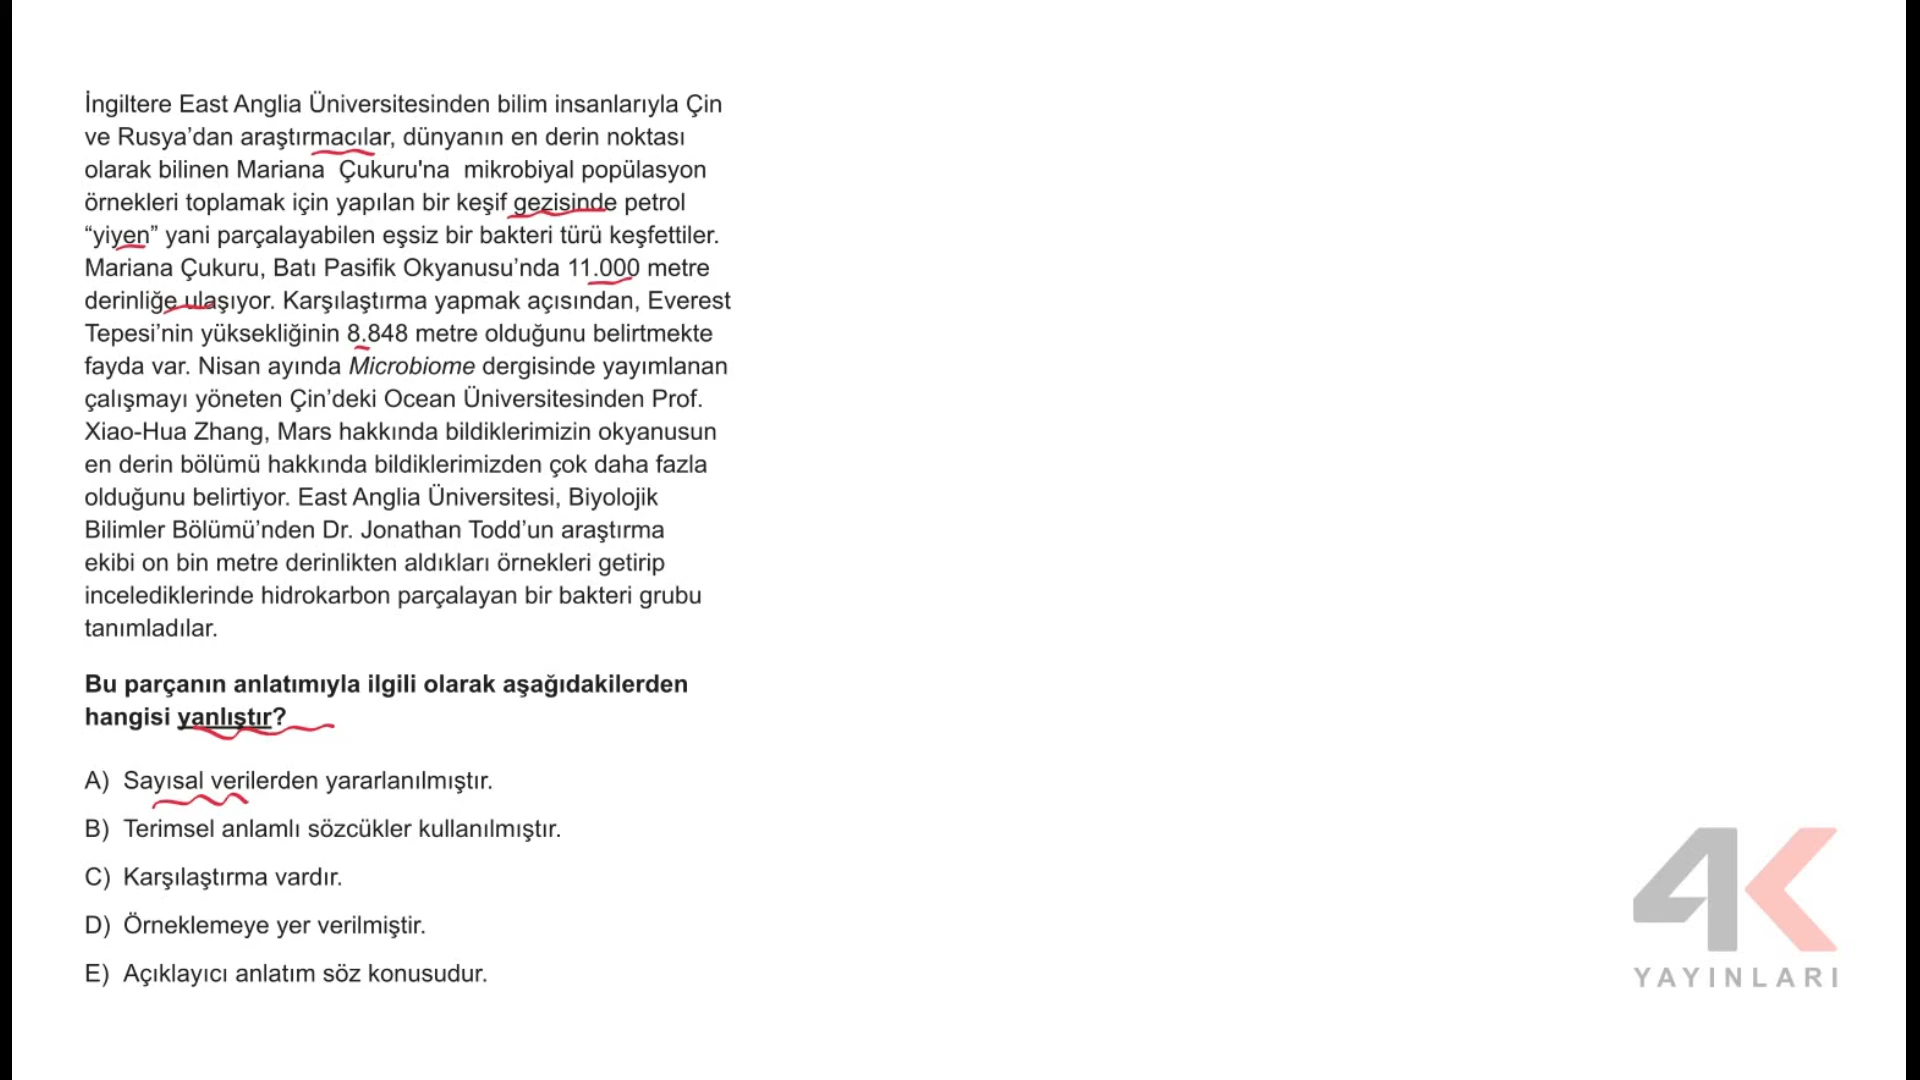 İngiltere East Anglia Üniversitesinden bilim insanlarıyla Çin
ve Rusya’dan araştırmacılar, dünyanın en derin noktası
olarak bilinen Mariana Çukuru'na mikrobiyal popülasyon
örnekleri toplamak için yapılan bir keşif gezisinde petrol
“yiyen” yani parçalayabilen eşsiz bir bakteri türü keşfettiler.
Mariana Çukuru, Batı Pasifik Okyanusu’nda 11.000 metre
derinliğe ulaşıyor. Karşılaştırma yapmak açısından, Everest
Tepesi’nin yüksekliğinin 8.848 metre olduğunu belirtmekte
fayda var. Nisan ayında Microbiome dergisinde yayımlanan
çalışmayı yöneten Çin’deki Ocean Üniversitesinden Prof.
Xiao-Hua Zhang, Mars hakkında bildiklerimizin okyanusun
en derin bölümü hakkında bildiklerimizden çok daha fazla
olduğunu belirtiyor. East Anglia Üniversitesi, Biyolojik
Bilimler Bölümü’nden Dr. Jonathan Todd’un araştırma
ekibi on bin metre derinlikten aldıkları örnekleri getirip
incelediklerinde hidrokarbon parçalayan bir bakteri grubu
tanımladılar.
Bu parçanın anlatımıyla ilgili olarak aşağıdakilerden
hangisi yanlıştır?
A) Sayısal verilerden yararlanılmıştır.
B) Terimsel anlamlı sözcükler kullanılmıştır.
C) Karşılaştırma vardır.
D) Örneklemeye yer verilmiştir.
E) Açıklayıcı anlatım söz konusudur.
4K
YAYINLARI